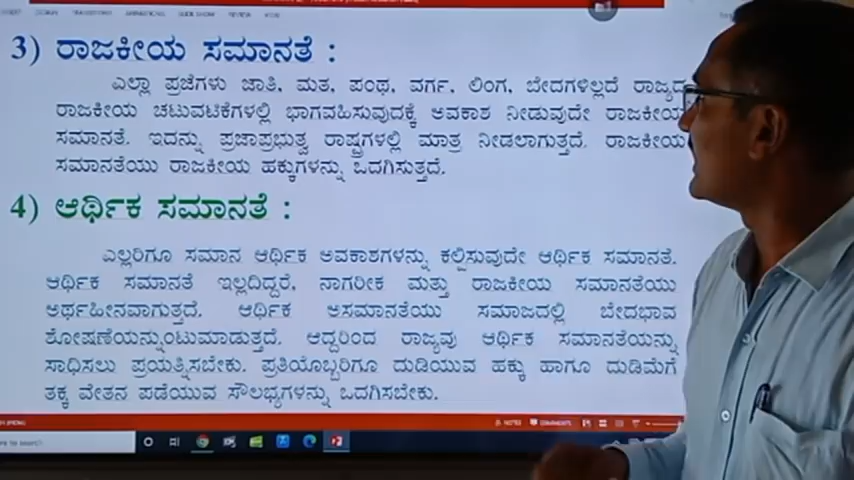 3) ರಾಜಕೀಯ ಸಮಾನತೆ :
ಎಲ್ಲಾ ಪ್ರಜೆಗಳು ಜಾತಿ, ಮತ, ಪಂಥ, ವರ್ಗ, ಲಿಂಗ, ಬೇದಗಳಿಲ್ಲದೆ ರಾಜ್ಯದ
ರಾಜಕೀಯ ಚಟುವಟಿಕೆಗಳಲ್ಲಿ ಭಾಗವಹಿಸುವುದಕ್ಕೆ ಅವಕಾಶ ನೀಡುವುದೇ ರಾಜಕೀಯ
ಸಮಾನತೆ. ಇದನ್ನು ಪ್ರಜಾಪ್ರಭುತ್ವ ರಾಷ್ಟ್ರಗಳಲ್ಲಿ ಮಾತ್ರ ನೀಡಲಾಗುತ್ತದೆ. ರಾಜಕೀಯ
ಸಮಾನತೆಯು ರಾಜಕೀಯ ಹಕ್ಕುಗಳನ್ನು ಒದಗಿಸುತ್ತದೆ.
4) ಆರ್ಥಿಕ ಸಮಾನತೆ :
ಎಲ್ಲರಿಗೂ ಸಮಾನ ಆರ್ಥಿಕ ಅವಕಾಶಗಳನ್ನು ಕಲ್ಪಿಸುವುದೇ ಆರ್ಥಿಕ ಸಮಾನತೆ.
ಆರ್ಥಿಕ ಸಮಾನತೆ ಇಲ್ಲದಿದ್ದರೆ, ನಾಗರೀಕ ಮತ್ತು ರಾಜಕೀಯ ಸಮಾನತೆಯು
ಅರ್ಥಹೀನವಾಗುತ್ತದೆ. ಆರ್ಥಿಕ ಅಸಮಾನತೆಯು ಸಮಾಜದಲ್ಲಿ ಬೇದಭಾವ
ಶೋಷಣೆಯನ್ನುಂಟುಮಾಡುತ್ತದೆ. ಆದ್ದರಿಂದ ರಾಜ್ಯವು ಆರ್ಥಿಕ ಸಮಾನತೆಯನ್ನು
ಸಾಧಿಸಲು ಪ್ರಯತ್ನಿಸಬೇಕು. ಪ್ರತಿಯೊಬ್ಬರಿಗೂ ದುಡಿಯುವ ಹಕ್ಕು ಹಾಗೂ ದುಡಿಮೆಗೆ
ತಕ್ಕ ವೇತನ ಪಡೆಯುವ ಸೌಲಭ್ಯಗಳನ್ನು ಒದಗಿಸಬೇಕು.
NOTES COMMENTS